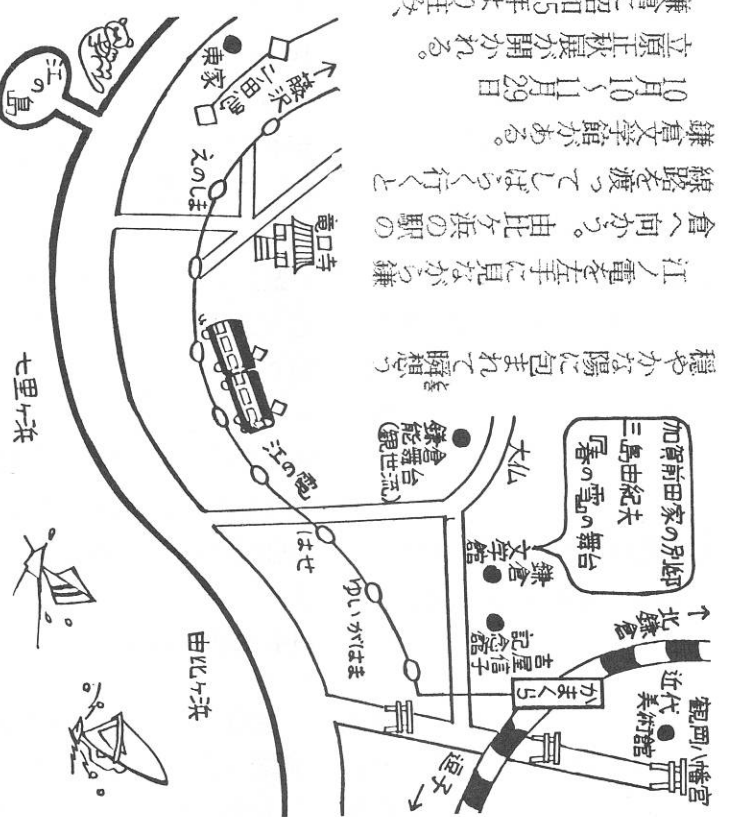 穏やかな陽に包まれて瞬を想う
江ノ電を左手に見ながら鎌
倉へ向かう。由比ケ浜の駅の
線路を渡ってしばらく行くと
鎌倉文学館がある。
10月10～11月29日
立原正秋展が開かれる。
加賀前田家の別邸
三島由紀夫
『春の雪』の舞台
↑北鎌倉
鶴岡八幡宮
近代
美術館
かまくら
逗子→
吉屋信子
記念館
鎌倉
文学館
大仏
鎌倉
能舞台
(観世流)
ゆいがはま
はせ
江の電
竜口寺
えのしま
↑藤沢
小田急
東家
江の島
七里ヶ浜
由比ヶ浜